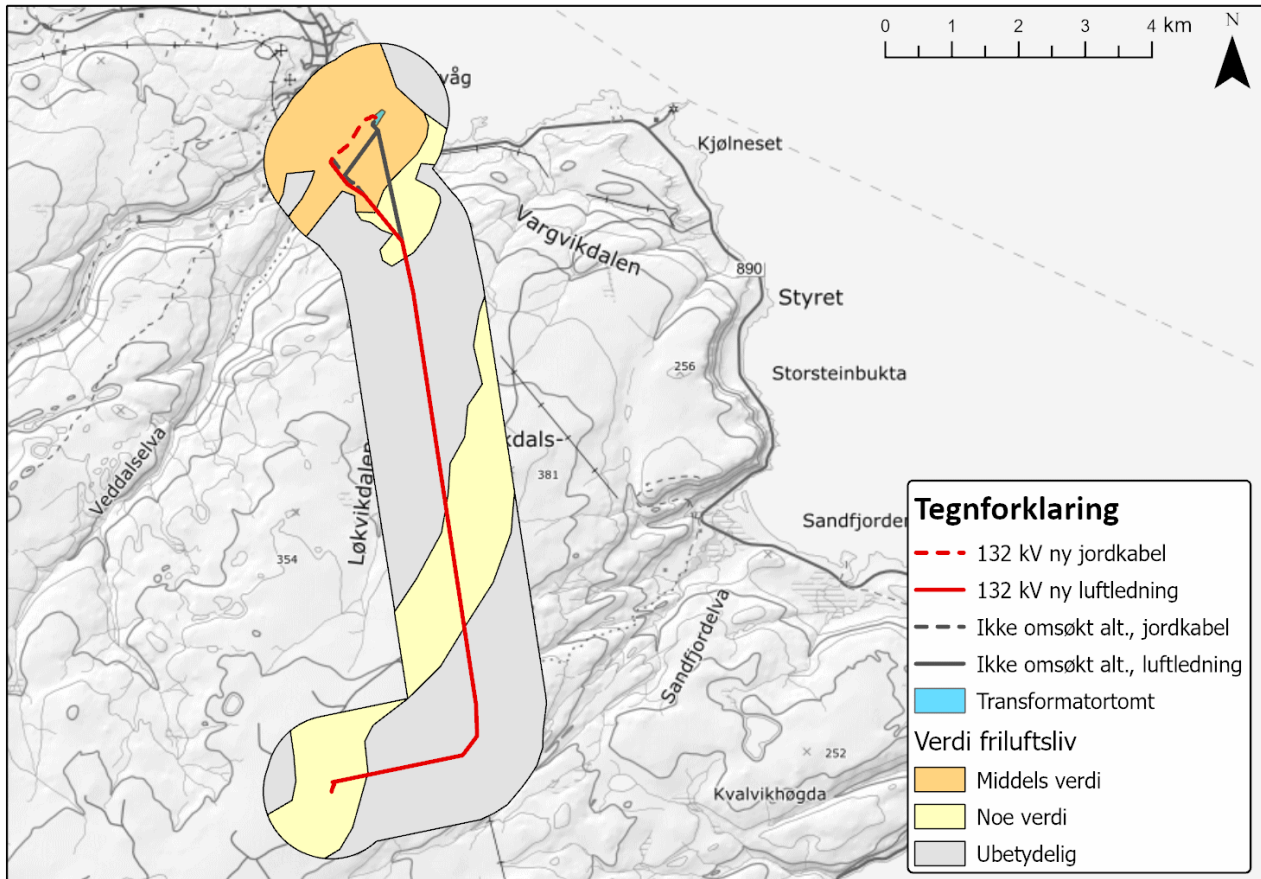 0 1 2 3 4 km
N
våg
Kjølneset
Vargvikdalen
890
Styret
256
Storsteinbukta
kdals-
381
Veddalselva
Løkvikdalen
354
Sandfjorden
Sandfjordelva
252
Kvalvikhøgda
Tegnforklaring
132 kV ny jordkabel
132 kV ny luftledning
Ikke omsøkt alt., jordkabel
Ikke omsøkt alt., luftledning
Transformatortomt
Verdi friluftsliv
Middels verdi
Noe verdi
Ubetydelig